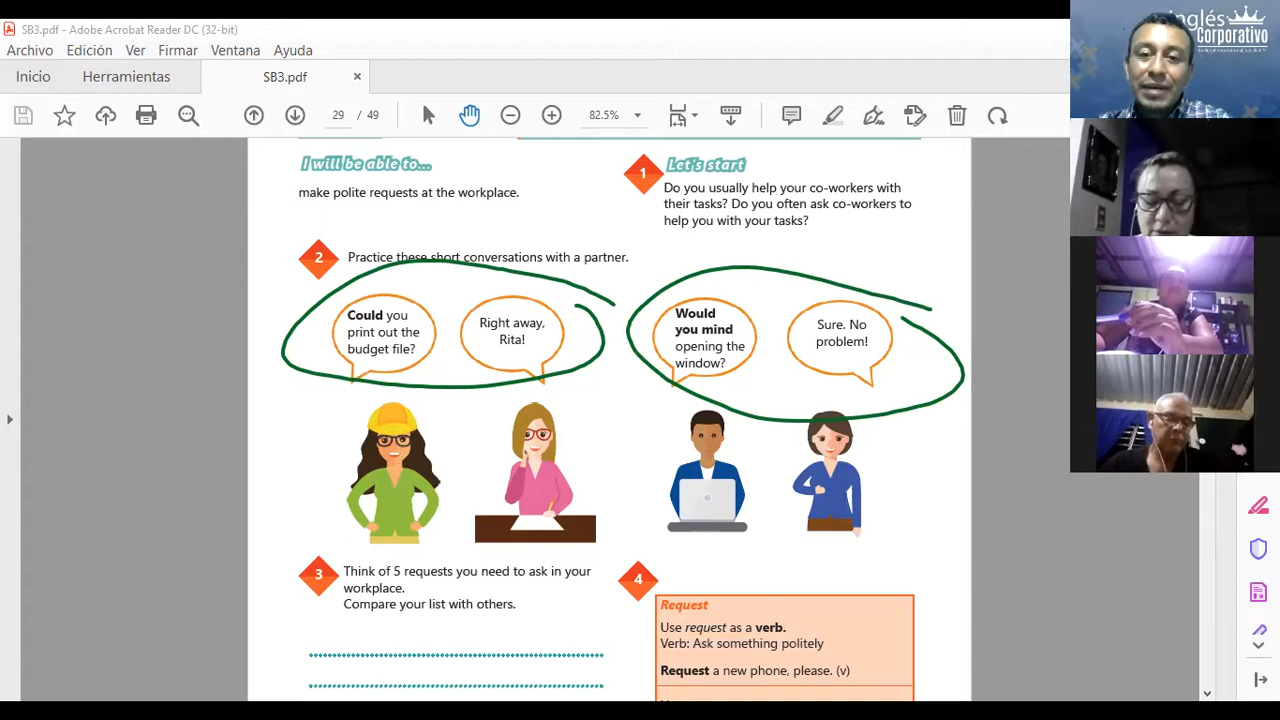 SB3.pdf - Adobe Acrobat Reader DC (32-bit)
Archivo Edición Ver Firmar Ventana Ayuda
Inicio Herramientas SB3.pdf ×
29 / 49 82.5%
inglés
Corporativo
I will be able to...
make polite requests at the workplace.
1 Let's start
Do you usually help your co-workers with
their tasks? Do you often ask co-workers to
help you with your tasks?
2 Practice these short conversations with a partner.
Could you
print out the
budget file?
Right away,
Rita!
Would
you mind
opening the
window?
Sure. No
problem!
3 Think of 5 requests you need to ask in your
workplace.
Compare your list with others.
4
Request
Use request as a verb.
Verb: Ask something politely
Request a new phone, please. (v)